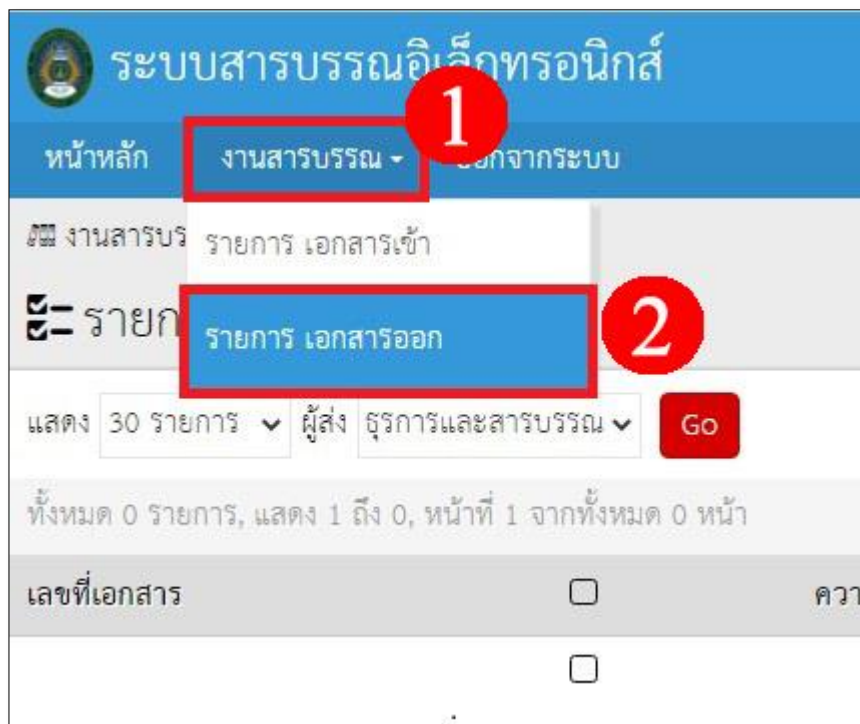 ระบบสารบรรณอิเล็กทรอนิกส์
1
หน้าหลัก งานสารบรรณ ออกจากระบบ
งานสารบร
รายการ เอกสารเข้า
รายก
รายการ เอกสารออก
2
แสดง 30 รายการ ผู้ส่ง ธุรการและสารบรรณ Go
ทั้งหมด 0 รายการ, แสดง 1 ถึง 0, หน้าที่ 1 จากทั้งหมด 0 หน้า
เลขที่เอกสาร ควา